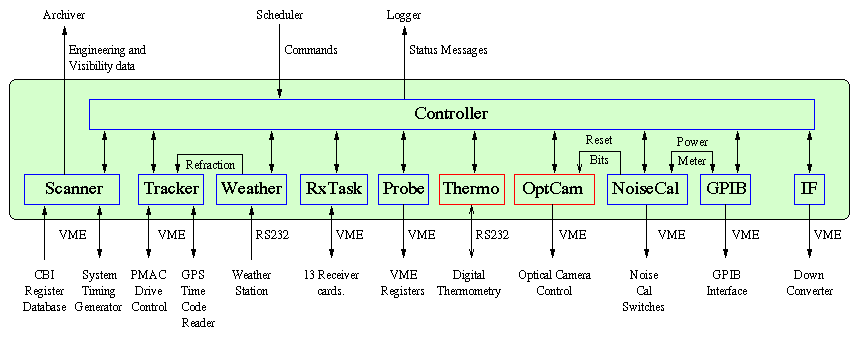 Archiver
Scheduler
Logger
Engineering and
Visibility data
Commands
Status Messages
Controller
Refraction
Reset
Bits
Power
Meter
Scanner
Tracker
Weather
RxTask
Probe
Thermo
OptCam
NoiseCal
GPIB
IF
VME
VME
RS232
VME
VME
RS232
VME
VME
VME
VME
CBI
Register
Database
System
Timing
Generator
PMAC
Drive
Control
GPS
Time
Code
Reader
Weather
Station
13 Receiver
cards.
VME
Registers
Digital
Thermometry
Optical Camera
Control
Noise
Cal
Switches
GPIB
Interface
Down
Converter